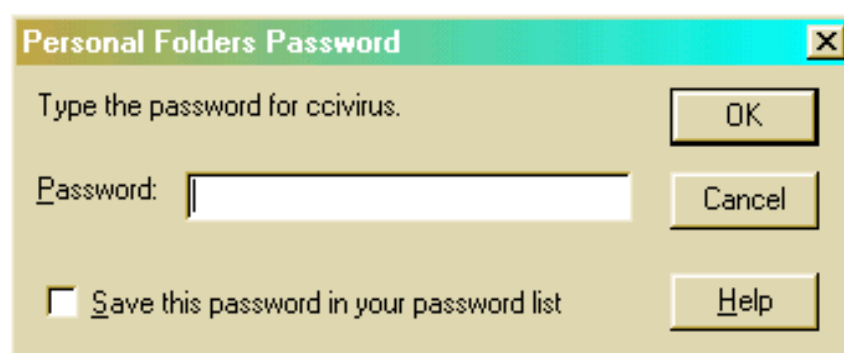 Personal Folders Password
Type the password for ccivirus.
OK
Password:
Cancel
Save this password in your password list
Help